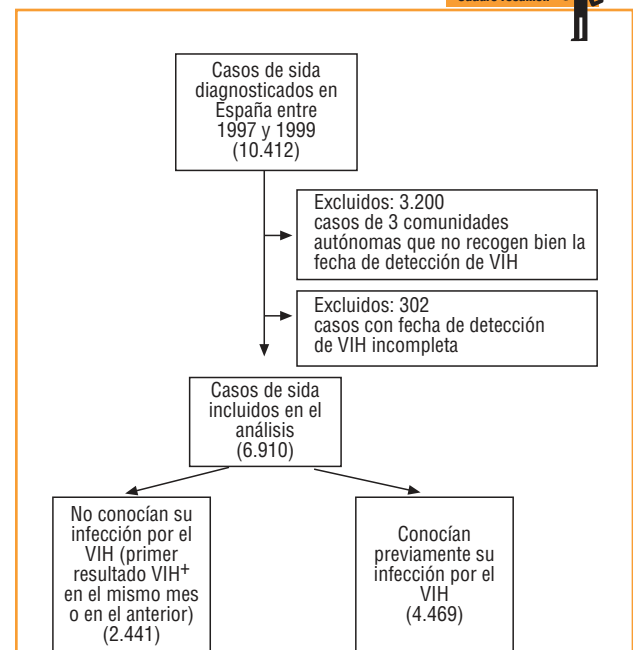 Casos de sida
diagnosticados en
España entre
1997 y 1999
(10.412)
Excluidos: 3.200
casos de 3 comunidades
autónomas que no recogen bien la
fecha de detección de VIH
Excluidos: 302
casos con fecha de detección
de VIH incompleta
Casos de sida
incluidos en el
análisis
(6.910)
No conocían su
infección por el
VIH (primer
resultado VIH+
en el mismo mes
o en el anterior)
(2.441)
Conocían
previamente su
infección por el
VIH
(4.469)